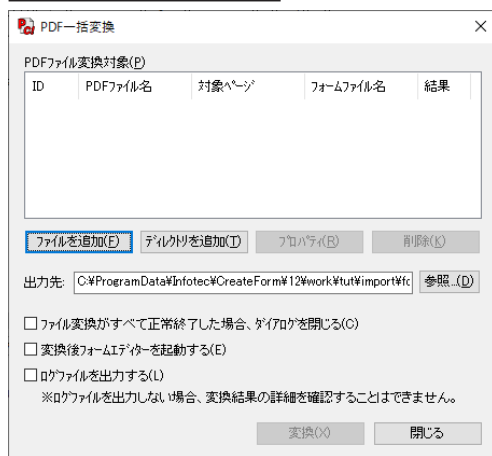 PDF一括変換
PDFファイル変換対象(P)
ID PDFファイル名 対象ページ フォームファイル名 結果
ファイルを追加(F) ディレクトリを追加(T) プロパティ(R) 削除(K)
出力先: C:¥ProgramData¥Infotec¥CreateForm¥12¥work¥tut¥import¥fo 参照...(D)
ファイル変換がすべて正常終了した場合、ダイアログを閉じる(C)
変換後フォームエディターを起動する(E)
ログファイルを出力する(L)
※ログファイルを出力しない場合、変換結果の詳細を確認することはできません。
変換(X) 閉じる